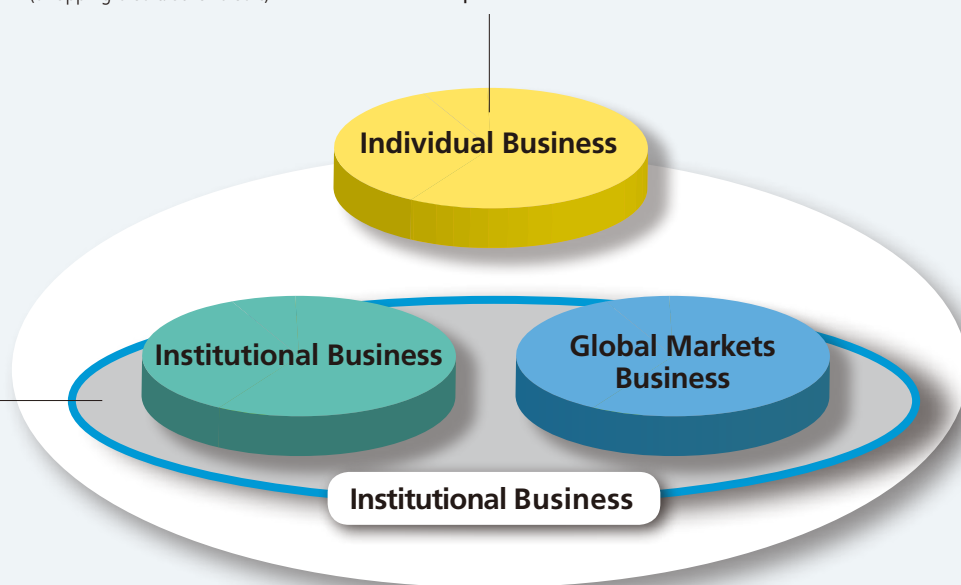 Individual Business
Institutional Business
Global Markets
Business
Institutional Business